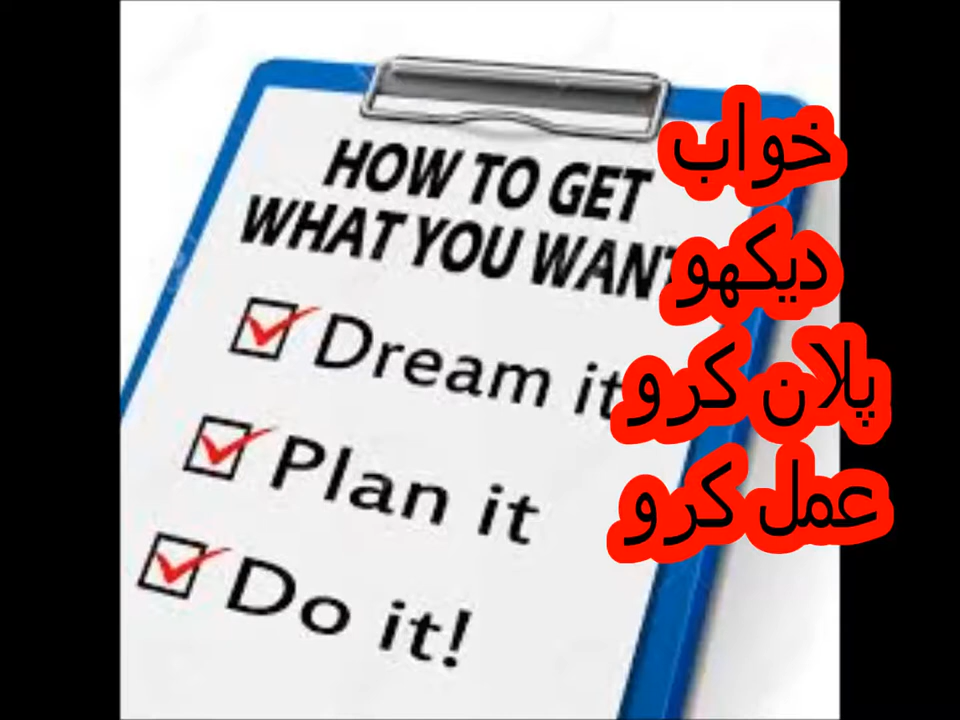 HOW TO GET
WHAT YOU WANT
Dream it
Plan it
Do it!
خواب
دیکھو
پلان کرو
عمل کرو